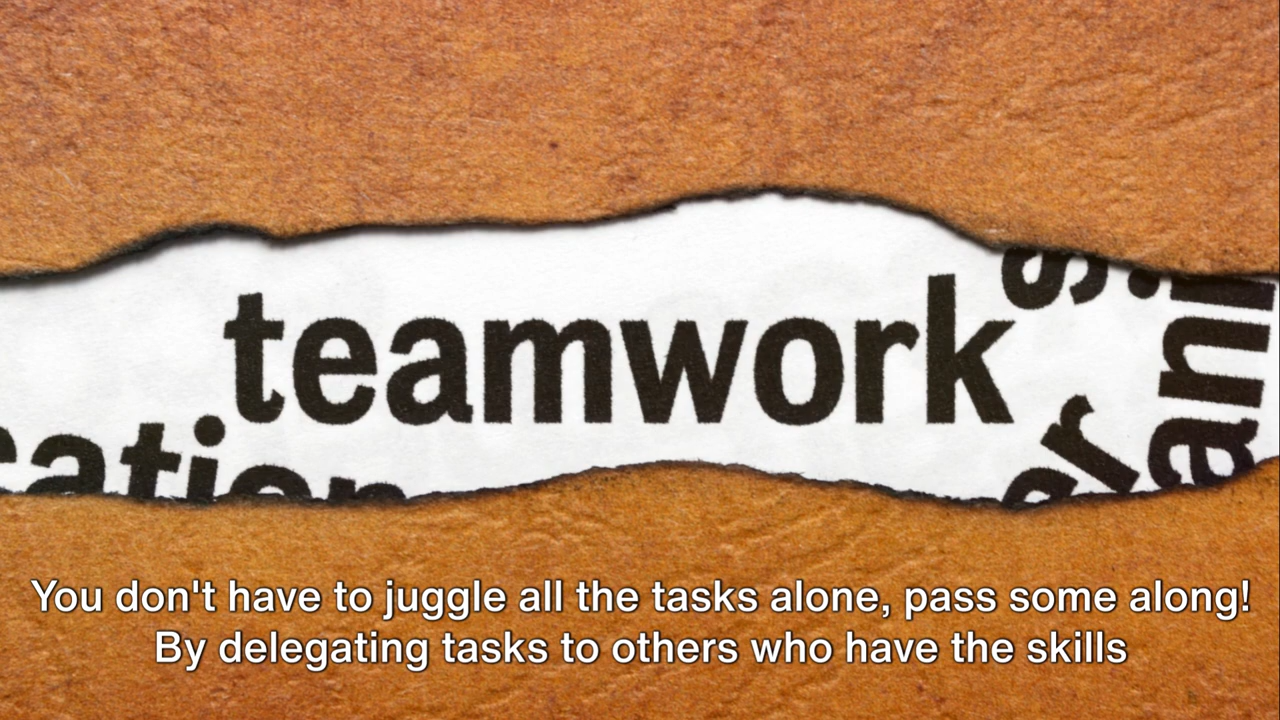 teamwork
You don't have to juggle all the tasks alone, pass some along!
By delegating tasks to others who have the skills